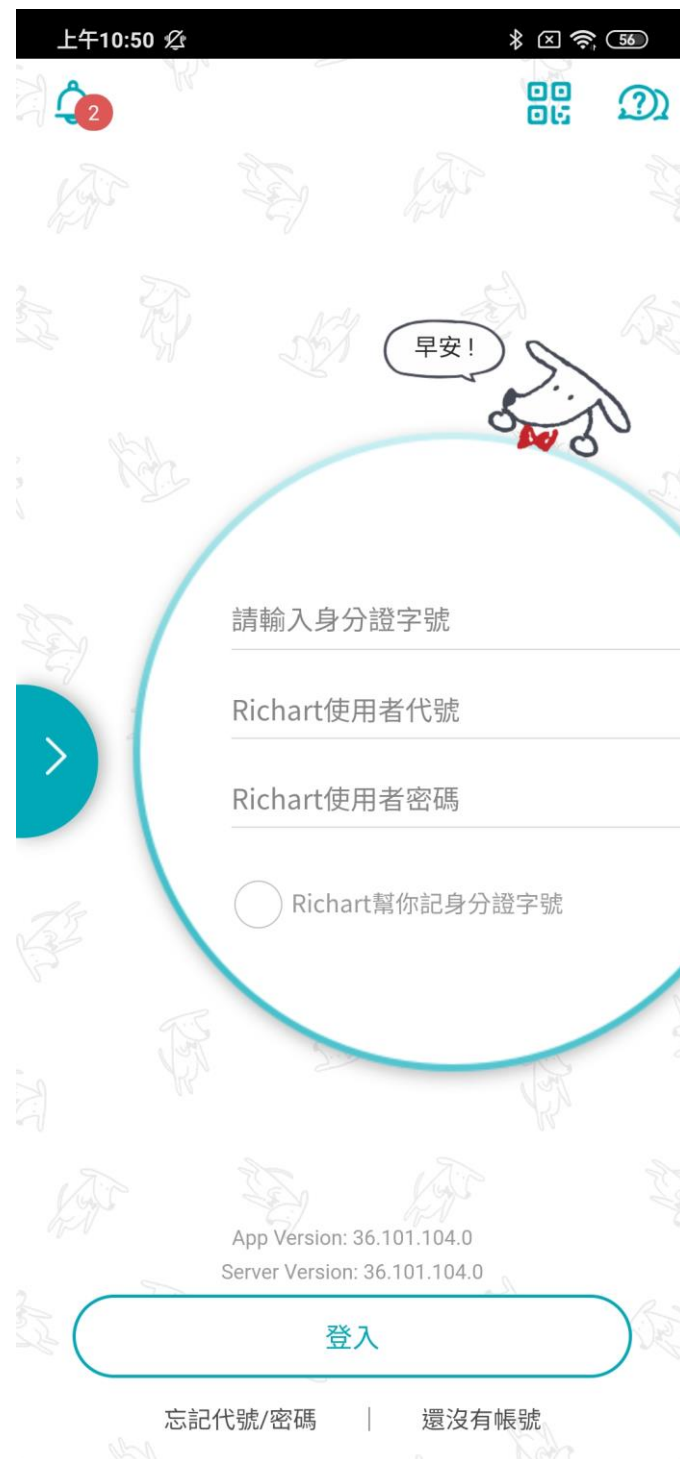 上午10:50
56
2
早安！
請輸入身分證字號
Richart使用者代號
Richart使用者密碼
Richart幫你記身分證字號
App Version: 36.101.104.0
Server Version: 36.101.104.0
登入
忘記代號/密碼 | 還沒有帳號